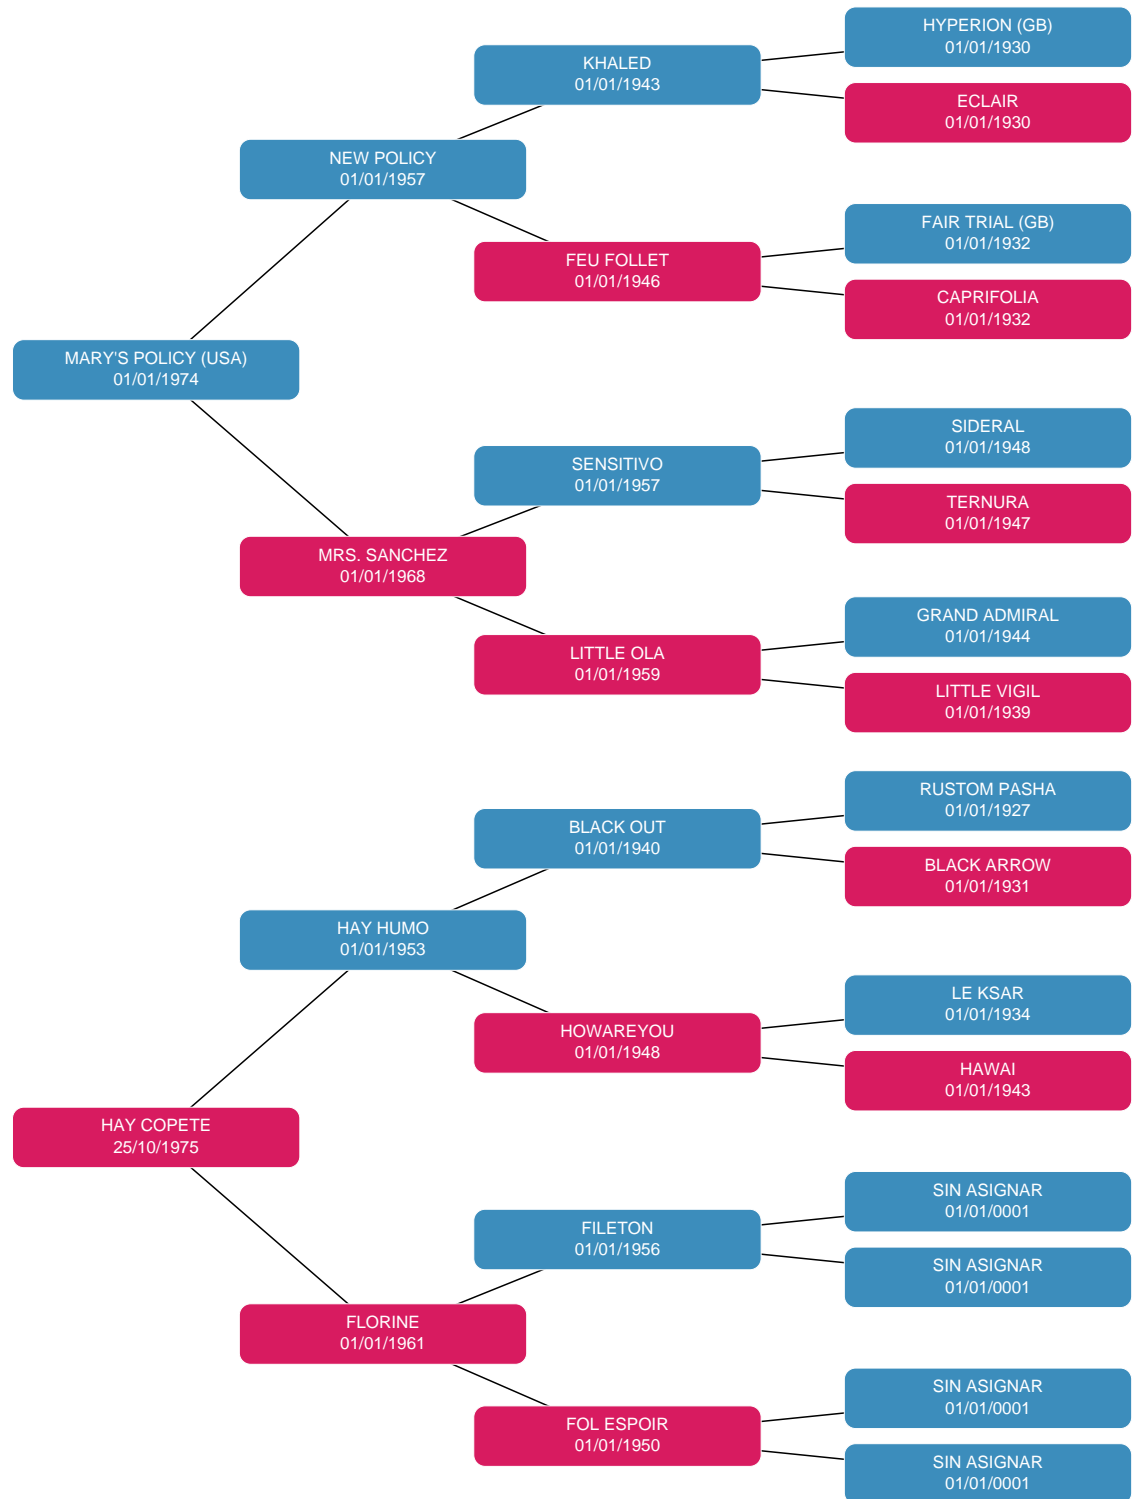 HYPERION (GB)
01/01/1930
KHALED
01/01/1943
ECLAIR
01/01/1930
NEW POLICY
01/01/1957
FAIR TRIAL (GB)
01/01/1932
FEU FOLLET
01/01/1946
CAPRIFOLIA
01/01/1932
MARY'S POLICY (USA)
01/01/1974
SIDERAL
01/01/1948
SENSITIVO
01/01/1957
TERNURA
01/01/1947
MRS. SANCHEZ
01/01/1968
GRAND ADMIRAL
01/01/1944
LITTLE OLA
01/01/1959
LITTLE VIGIL
01/01/1939
RUSTOM PASHA
01/01/1927
BLACK OUT
01/01/1940
BLACK ARROW
01/01/1931
HAY HUMO
01/01/1953
LE KSAR
01/01/1934
HOWAREYOU
01/01/1948
HAWAI
01/01/1943
HAY COPETE
25/10/1975
SIN ASIGNAR
01/01/0001
FILETON
01/01/1956
SIN ASIGNAR
01/01/0001
FLORINE
01/01/1961
SIN ASIGNAR
01/01/0001
FOL ESPOIR
01/01/1950
SIN ASIGNAR
01/01/0001